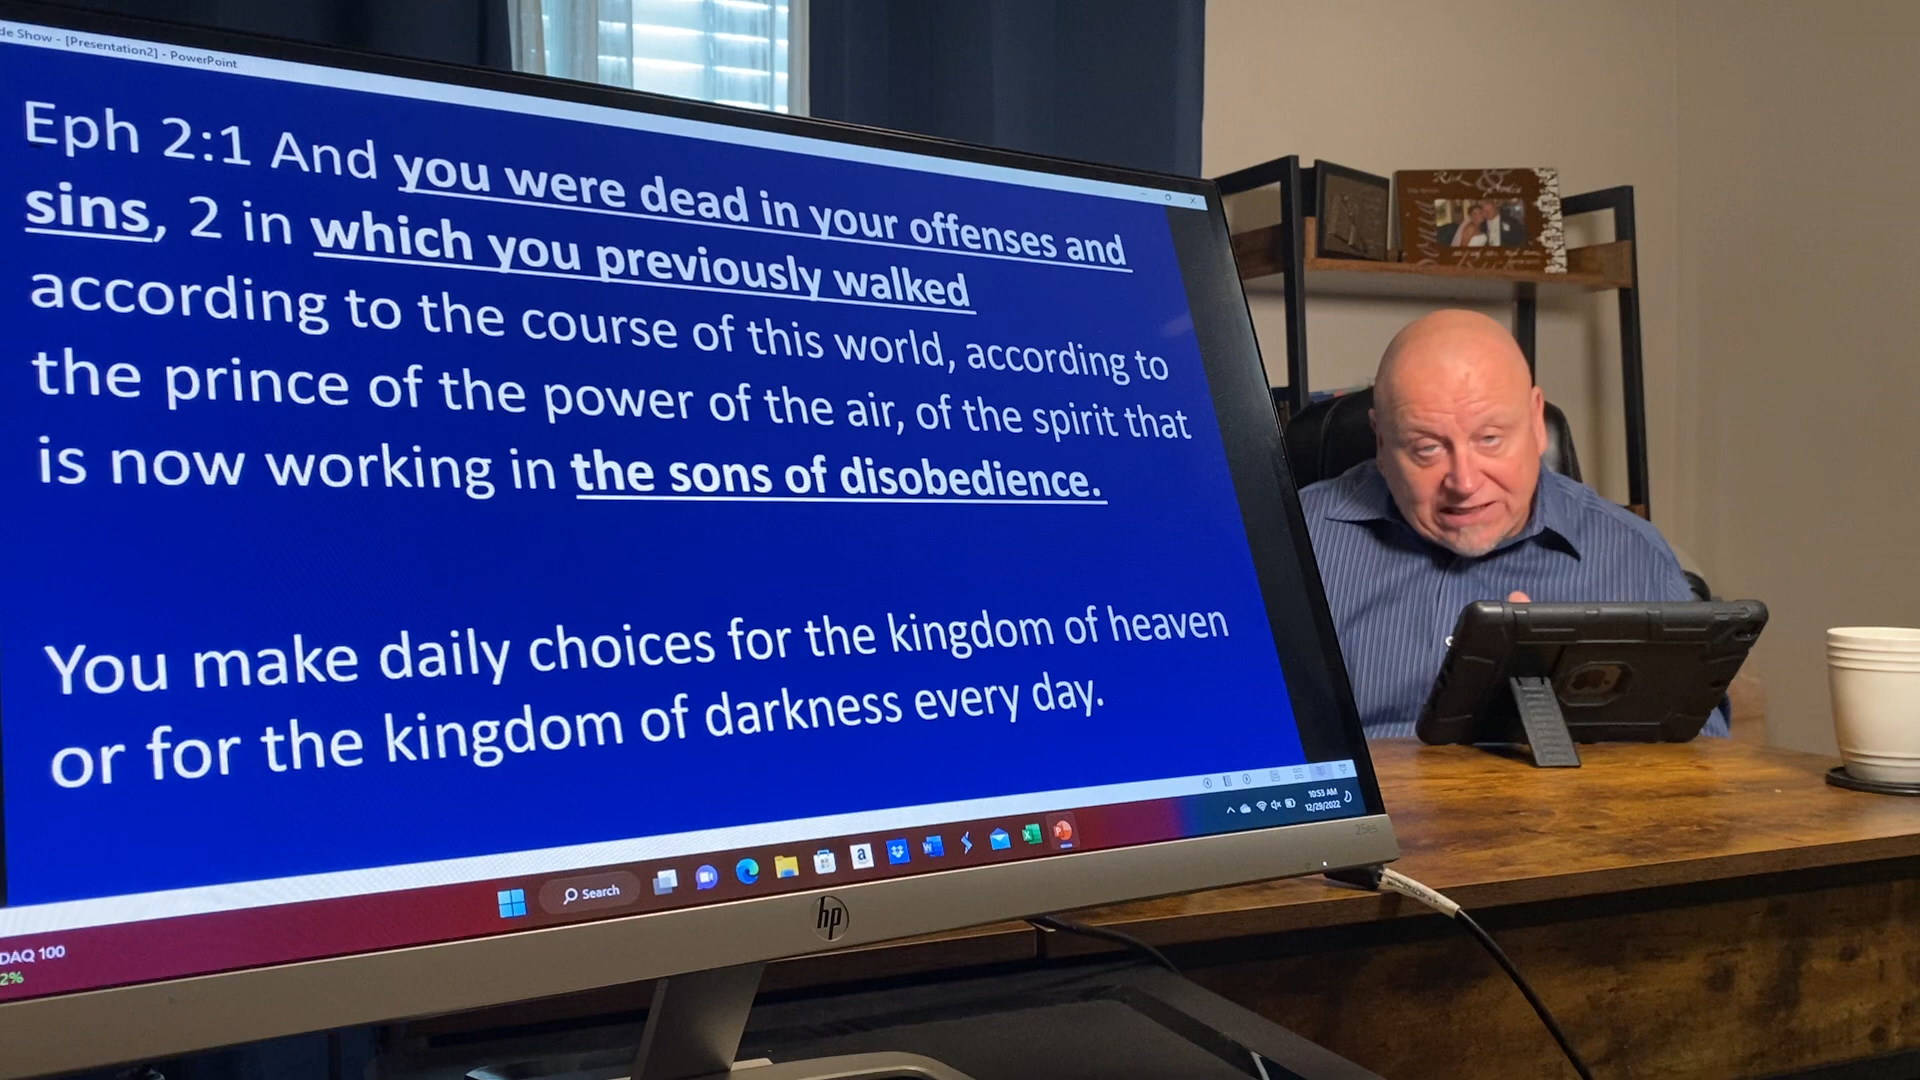 de Show - [Presentation2] - PowerPoint
Eph 2:1 And you were dead in your offenses and
sins, 2 in which you previously walked
according to the course of this world, according to
the prince of the power of the air, of the spirit that
is now working in the sons of disobedience.
You make daily choices for the kingdom of heaven
or for the kingdom of darkness every day.
10:53 AM
12/29/2022
Search
DAQ 100
2%
hp
25es